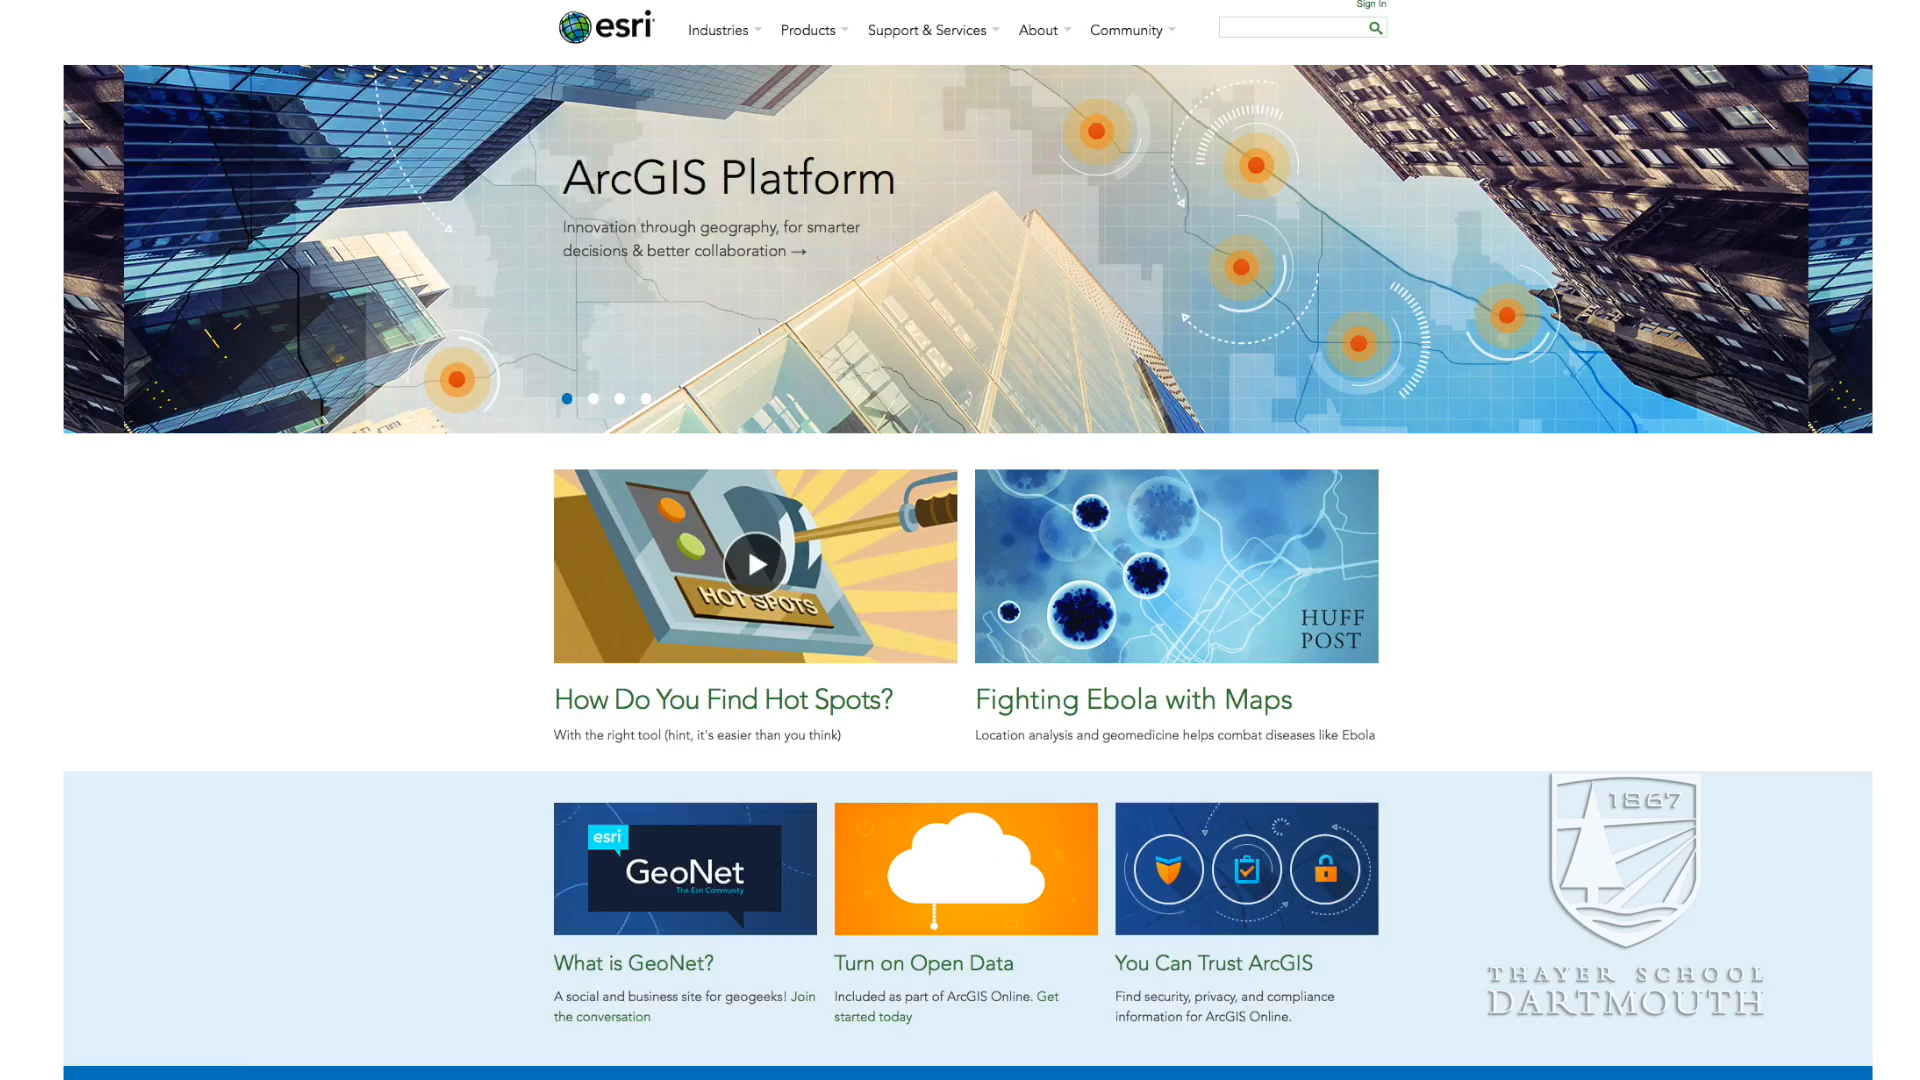 Sign In
esri
Industries Products Support & Services About Community
ArcGIS Platform
Innovation through geography, for smarter
decisions & better collaboration →
HOT SPOTS
HUFF
POST
How Do You Find Hot Spots?
Fighting Ebola with Maps
With the right tool (hint, it's easier than you think)
Location analysis and geomedicine helps combat diseases like Ebola
esri
GeoNet
The Esri Community
1867
What is GeoNet?
Turn on Open Data
You Can Trust ArcGIS
A social and business site for geogeeks! Join
the conversation
Included as part of ArcGIS Online. Get
started today
Find security, privacy, and compliance
information for ArcGIS Online.
THAYER SCHOOL
DARTMOUTH